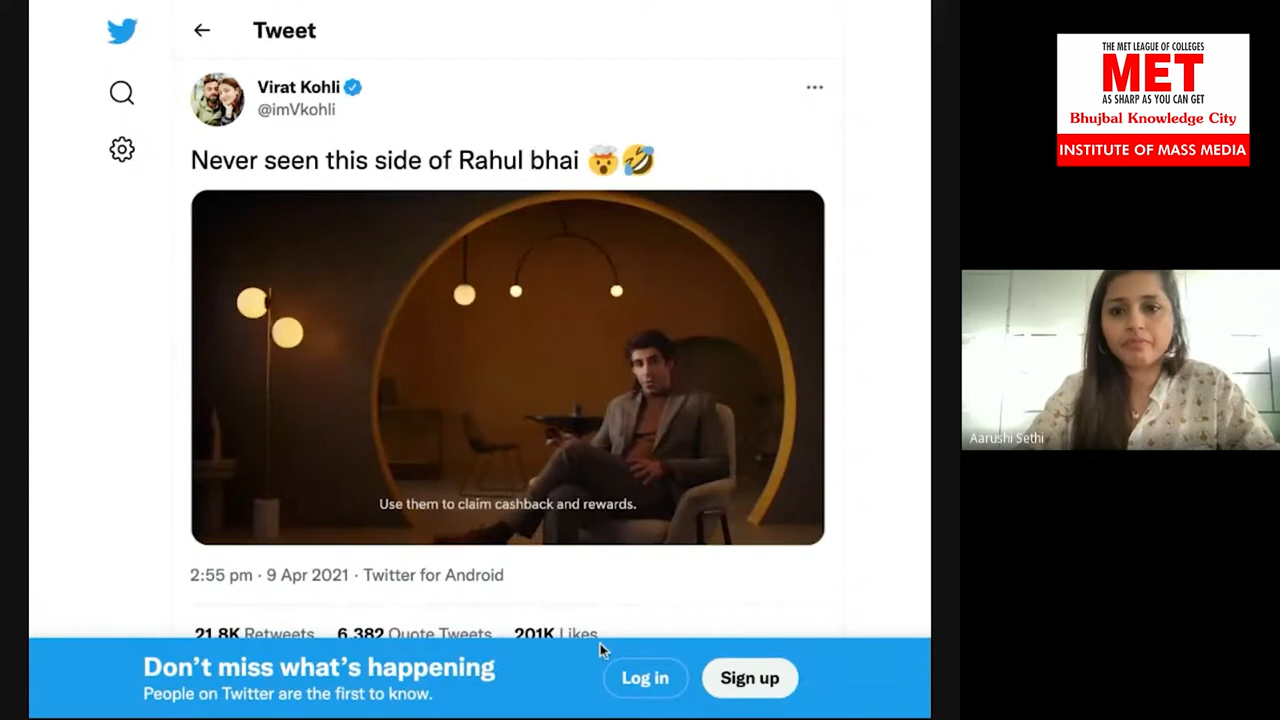 Tweet
Virat Kohli
@imVkohli
Never seen this side of Rahul bhai 🤯🤣
Use them to claim cashback and rewards.
2:55 pm · 9 Apr 2021 · Twitter for Android
21.8K Retweets 6,382 Quote Tweets 201K Likes
Don't miss what's happening
People on Twitter are the first to know.
Log in
Sign up
THE MET LEAGUE OF COLLEGES
MET
AS SHARP AS YOU CAN GET
Bhujbal Knowledge City
INSTITUTE OF MASS MEDIA
Aarushi Sethi